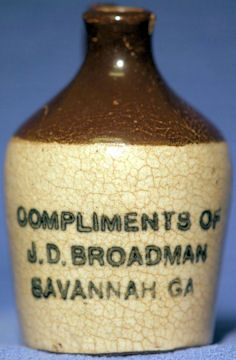 COMPLIMENTS OF
J.D. BROADMAN
SAVANNAH GA